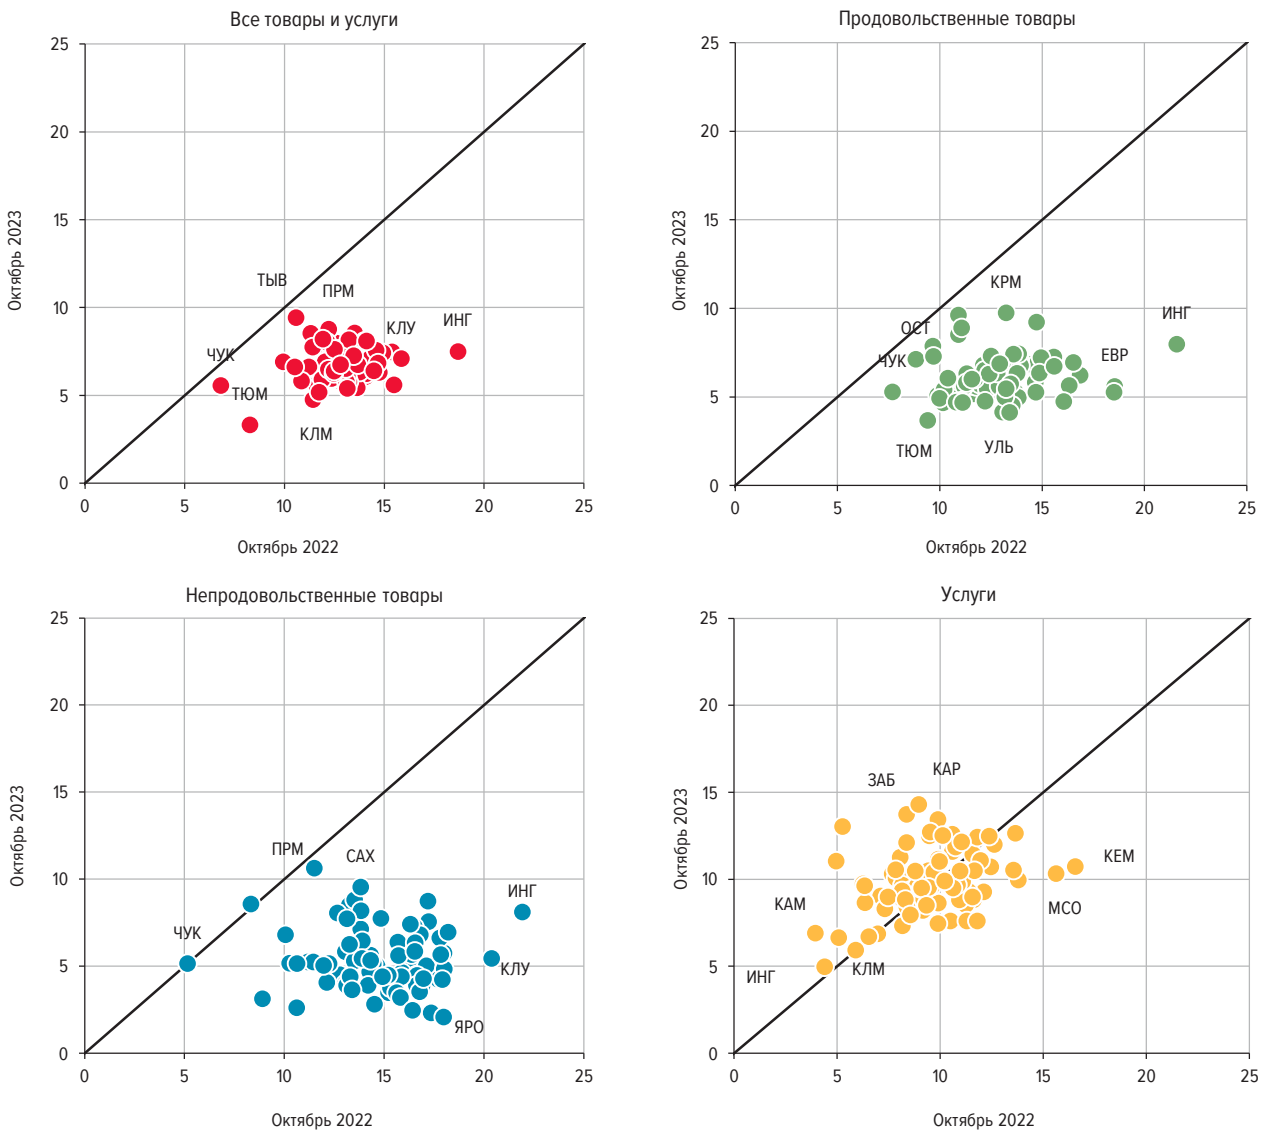 Все товары и услуги
25
20
15
10
5
0
Октябрь 2023
ТЫВ
ПРМ
КЛУ
ИНГ
ЧУК
ТЮМ
КЛМ
0 5 10 15 20 25
Октябрь 2022
Продовольственные товары
25
20
15
10
5
0
Октябрь 2023
КРМ
ИНГ
ОСТ
ЕВР
ЧУК
ТЮМ
УЛЬ
0 5 10 15 20 25
Октябрь 2022
Непродовольственные товары
25
20
15
10
5
0
Октябрь 2023
ПРМ
САХ
ИНГ
ЧУК
КЛУ
ЯРО
0 5 10 15 20 25
Октябрь 2022
Услуги
25
20
15
10
5
0
Октябрь 2023
ЗАБ
КАР
КЕМ
КАМ
МСО
ИНГ
КЛМ
0 5 10 15 20 25
Октябрь 2022